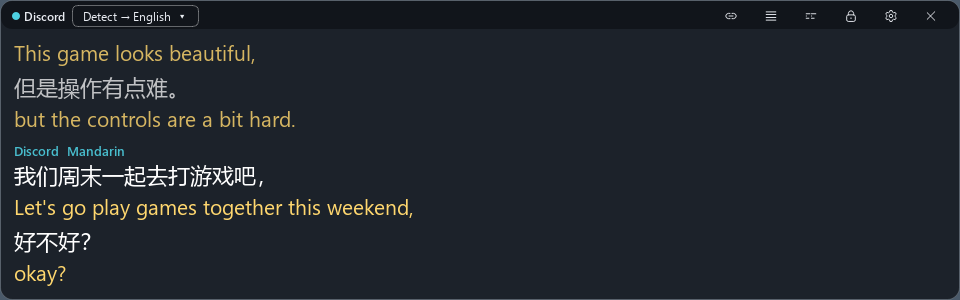 Discord Detect → English ▾
This game looks beautiful,
但是操作有点难。
but the controls are a bit hard.
Discord Mandarin
我们周末一起去打游戏吧，
Let's go play games together this weekend,
好不好？
okay?